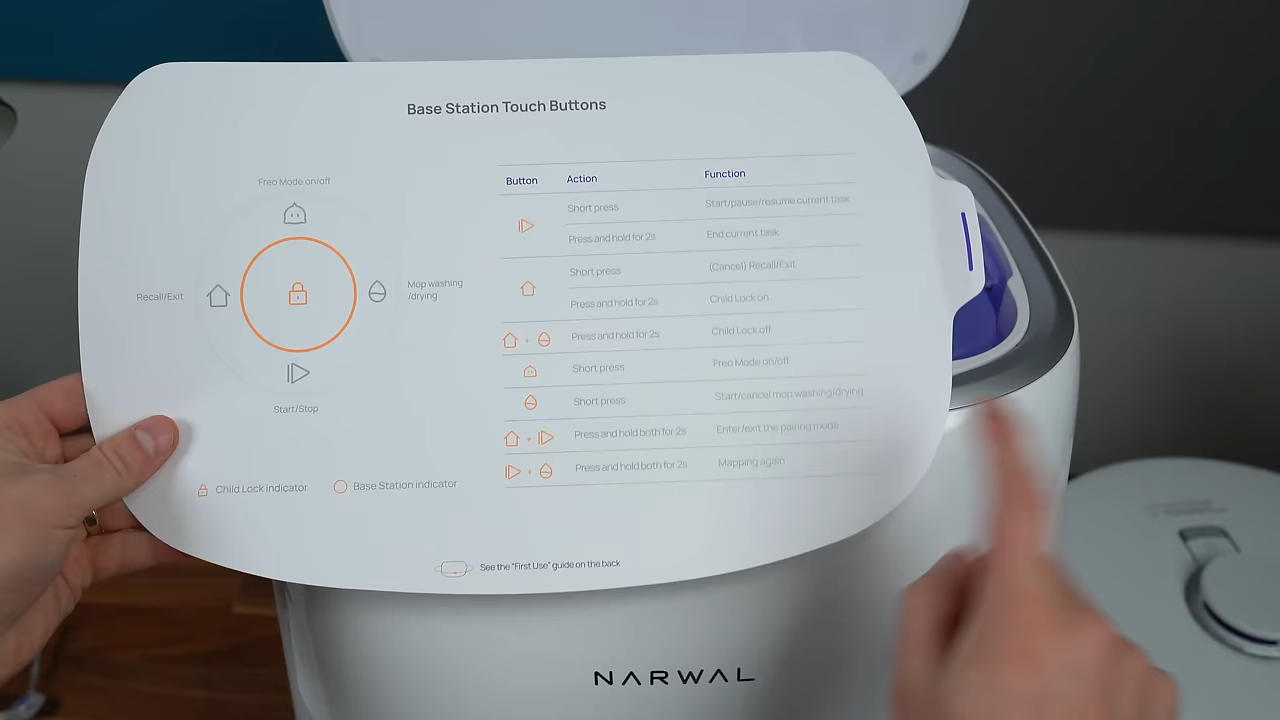 Base Station Touch Buttons
Freo Mode on/off
Recall/Exit
Mop washing
/drying
Start/Stop
Child Lock indicator
Base Station indicator
Button Action Function
Short press Start/pause/resume current task
Press and hold for 2s End current task
Short press (Cancel) Recall/Exit
Press and hold for 2s Child Lock on
+ Press and hold for 2s Child Lock off
Short press Freo Mode on/off
Short press Start/cancel mop washing/drying
+ Press and hold both for 2s Enter/exit the pairing mode
+ Press and hold both for 2s Mapping again
See the "First Use" guide on the back
NARWAL